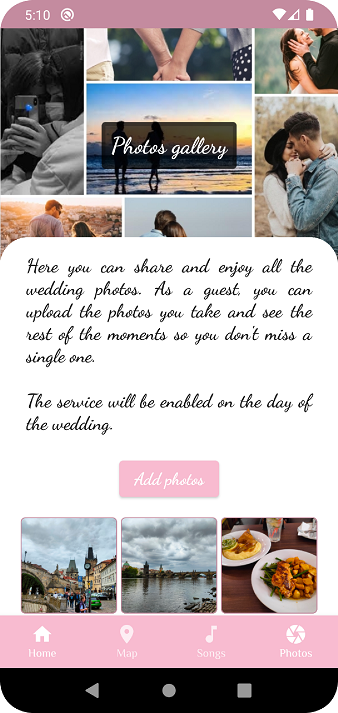 5:10
Photos gallery
Here you can share and enjoy all the
wedding photos. As a guest, you can
upload the photos you take and see the
rest of the moments so you don't miss a
single one.
The service will be enabled on the day of
the wedding.
Add photos
Home Map Songs Photos